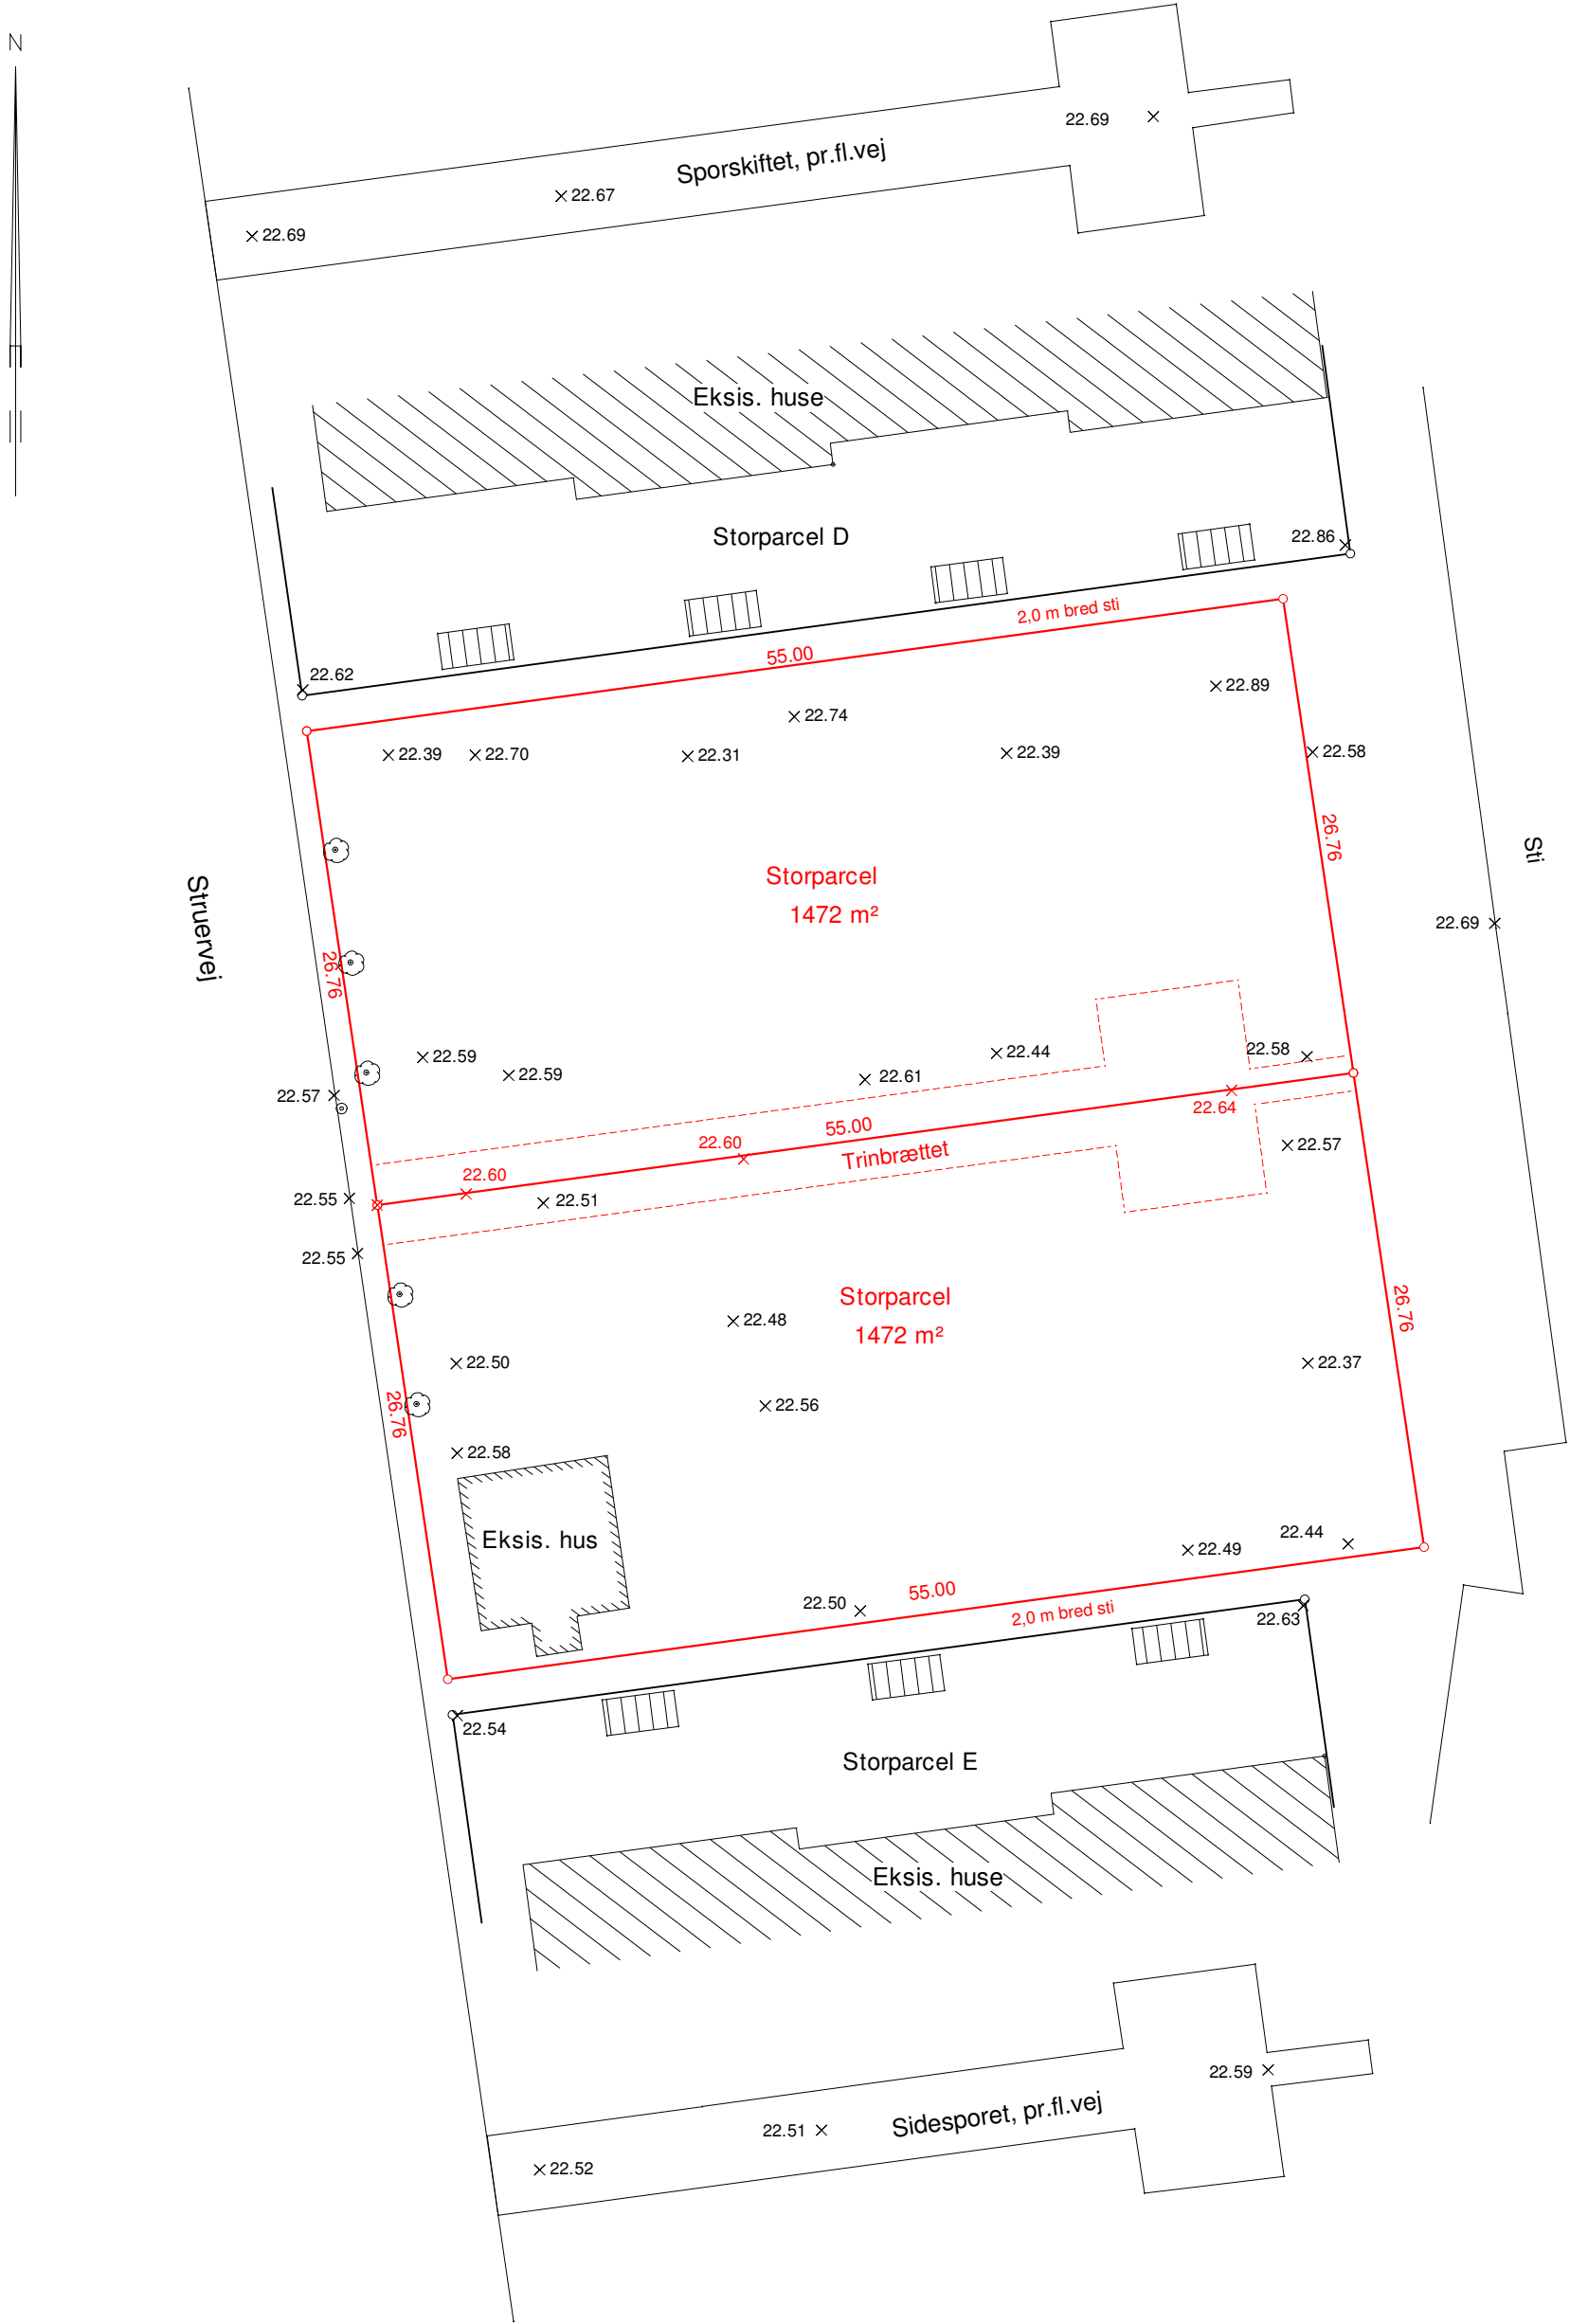 N
22.69
Sporskiftet, pr.fl.vej
22.67
22.69
Eksis. huse
Storparcel D
22.86
2,0 m bred sti
55.00
22.62
22.89
22.74
22.39
22.70
22.31
22.39
22.58
26.76
Sti
Storparcel
1472 m²
Struervej
22.69
26.76
22.44
22.58
22.59
22.59
22.61
22.57
22.64
55.00
22.60
Trinbrættet
22.57
22.60
22.55
22.51
22.55
Storparcel
1472 m²
26.76
22.48
22.50
22.37
26.76
22.56
22.58
Eksis. hus
22.44
22.49
55.00
22.50
2,0 m bred sti
22.63
22.54
Storparcel E
Eksis. huse
22.59
Sidesporet, pr.fl.vej
22.51
22.52